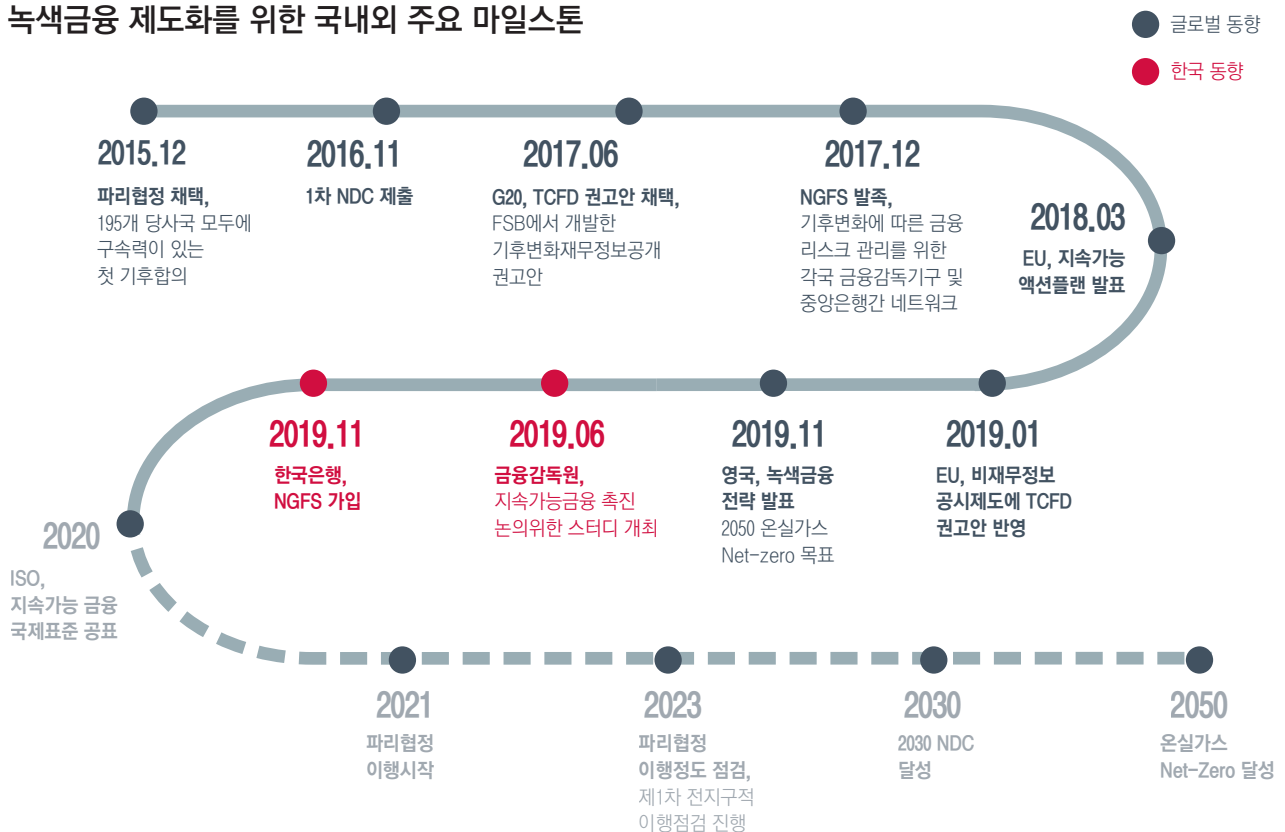 녹색금융 제도화를 위한 국내외 주요 마일스톤
글로벌 동향
한국 동향
2015.12
파리협정 채택,
195개 당사국 모두에
구속력이 있는
첫 기후합의
2016.11
1차 NDC 제출
2017.06
G20, TCFD 권고안 채택,
FSB에서 개발한
기후변화재무정보공개
권고안
2017.12
NGFS 발족,
기후변화에 따른 금융
리스크 관리를 위한
각국 금융감독기구 및
중앙은행간 네트워크
2018.03
EU, 지속가능
액션플랜 발표
2019.11
한국은행,
NGFS 가입
2019.06
금융감독원,
지속가능금융 촉진
논의위한 스터디 개최
2019.11
영국, 녹색금융
전략 발표
2050 온실가스
Net-zero 목표
2019.01
EU, 비재무정보
공시제도에 TCFD
권고안 반영
2020
ISO,
지속가능 금융
국제표준 공표
2021
파리협정
이행시작
2023
파리협정
이행정도 점검,
제1차 전지구적
이행점검 진행
2030
2030 NDC
달성
2050
온실가스
Net-Zero 달성